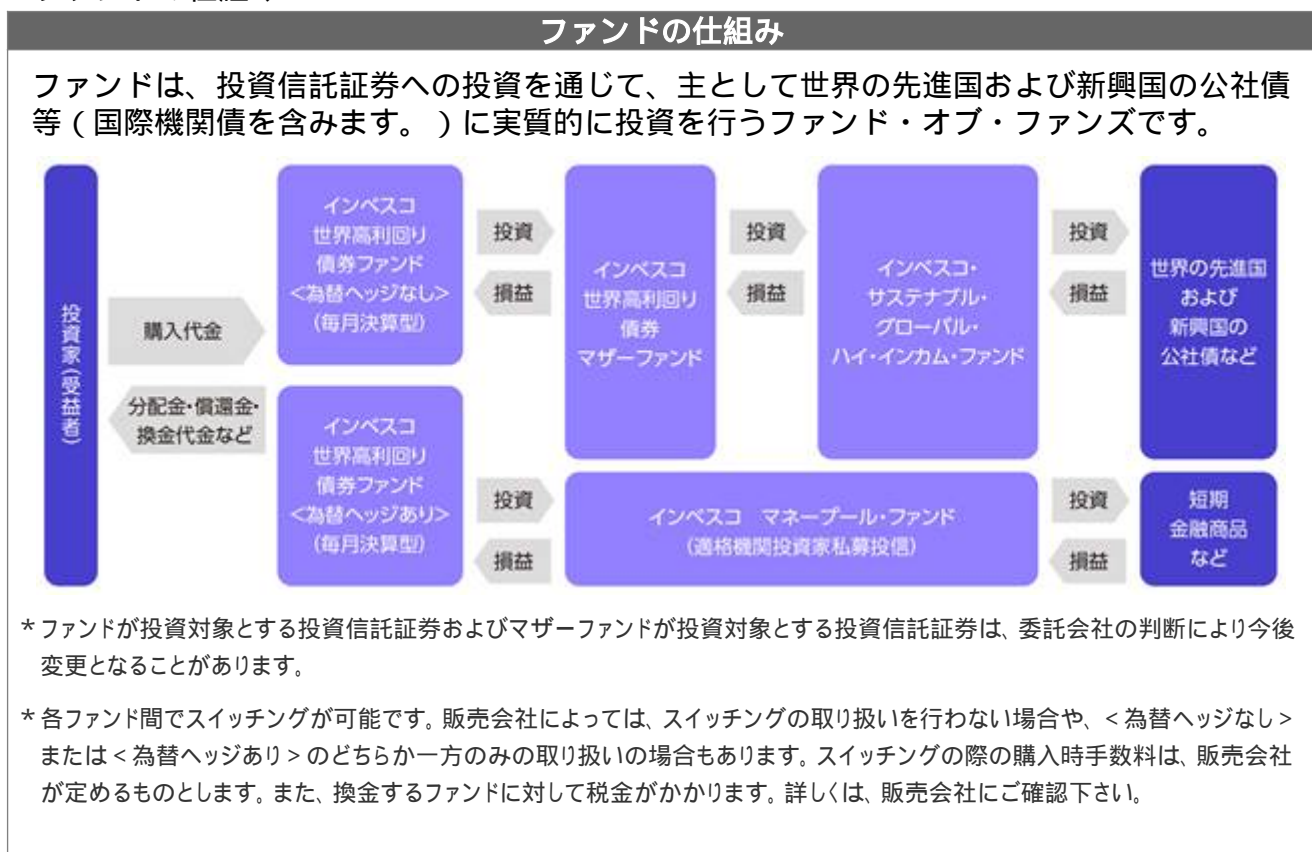 ファンドの仕組み
ファンドは、投資信託証券への投資を通じて、主として世界の先進国および新興国の公社債
等（国際機関債を含みます。）に実質的に投資を行うファンド・オブ・ファンズです。
投資家(受益者)
購入代金
分配金・償還金・
換金代金など
インベスコ
世界高利回り
債券ファンド
<為替ヘッジなし>
(毎月決算型)
インベスコ
世界高利回り
債券ファンド
<為替ヘッジあり>
(毎月決算型)
投資
損益
投資
損益
インベスコ
世界高利回り
債券
マザーファンド
投資
損益
インベスコ・
サステナブル・
グローバル・
ハイ・インカム・ファンド
投資
損益
世界の先進国
および
新興国の
公社債など
インベスコ マネープール・ファンド
(適格機関投資家私募投信)
投資
損益
短期
金融商品
など
＊ファンドが投資対象とする投資信託証券およびマザーファンドが投資対象とする投資信託証券は、委託会社の判断により今後
変更となることがあります。
＊各ファンド間でスイッチングが可能です。販売会社によっては、スイッチングの取り扱いを行わない場合や、<為替ヘッジなし>
または<為替ヘッジあり>のどちらか一方のみの取り扱いの場合もあります。スイッチングの際の購入時手数料は、販売会社
が定めるものとします。また、換金するファンドに対して税金がかかります。詳しくは、販売会社にご確認下さい。